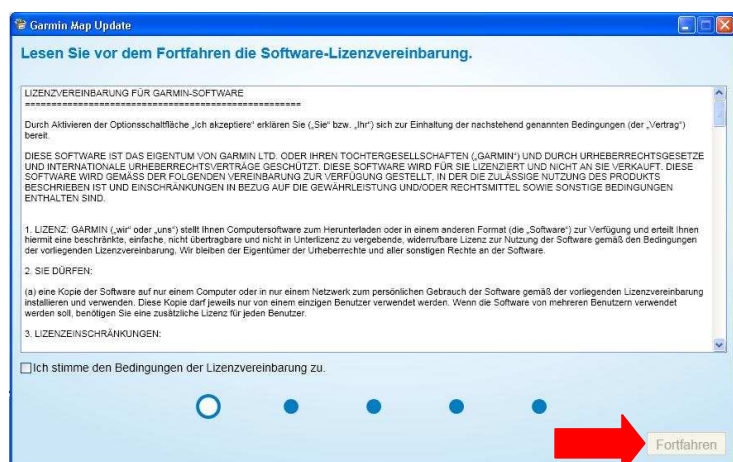 Garmin Map Update
Lesen Sie vor dem Fortfahren die Software-Lizenzvereinbarung.
LIZENZVEREINBARUNG FÜR GARMIN-SOFTWARE
====================================================
Durch Aktivieren der Optionsschaltfläche „Ich akzeptiere“ erklären Sie („Sie“ bzw. „Ihr“) sich zur Einhaltung der nachstehend genannten Bedingungen (der „Vertrag“)
bereit.
DIESE SOFTWARE IST DAS EIGENTUM VON GARMIN LTD. ODER IHREN TOCHTERGESELLSCHAFTEN („GARMIN“) UND DURCH URHEBERRECHTSGESETZE
UND INTERNATIONALE URHEBERRECHTSVERTRÄGE GESCHÜTZT. DIESE SOFTWARE WIRD FÜR SIE LIZENZIERT UND NICHT AN SIE VERKAUFT. DIESE
SOFTWARE WIRD GEMÄSS DER FOLGENDEN VEREINBARUNG ZUR VERFÜGUNG GESTELLT, IN DER DIE ZULÄSSIGE NUTZUNG DES PRODUKTS
BESCHRIEBEN IST UND EINSCHRÄNKUNGEN IN BEZUG AUF DIE GEWÄHRLEISTUNG UND/ODER RECHTSMITTEL SOWIE SONSTIGE BEDINGUNGEN
ENTHALTEN SIND.
1. LIZENZ: GARMIN („wir“ oder „uns“) stellt Ihnen Computersoftware zum Herunterladen oder in einem anderen Format (die „Software“) zur Verfügung und erteilt Ihnen
hiermit eine beschränkte, einfache, nicht übertragbare und nicht in Unterlizenz zu vergebende, widerrufbare Lizenz zur Nutzung der Software gemäß den Bedingungen
der vorliegenden Lizenzvereinbarung. Wir bleiben der Eigentümer der Urheberrechte und aller sonstigen Rechte an der Software.
2. SIE DÜRFEN:
(a) eine Kopie der Software auf nur einem Computer oder in nur einem Netzwerk zum persönlichen Gebrauch der Software gemäß der vorliegenden Lizenzvereinbarung
installieren und verwenden. Diese Kopie darf jeweils nur von einem einzigen Benutzer verwendet werden. Wenn die Software von mehreren Benutzern verwendet
werden soll, benötigen Sie eine zusätzliche Lizenz für jeden Benutzer.
3. LIZENZEINSCHRÄNKUNGEN:
Ich stimme den Bedingungen der Lizenzvereinbarung zu.
Fortfahren